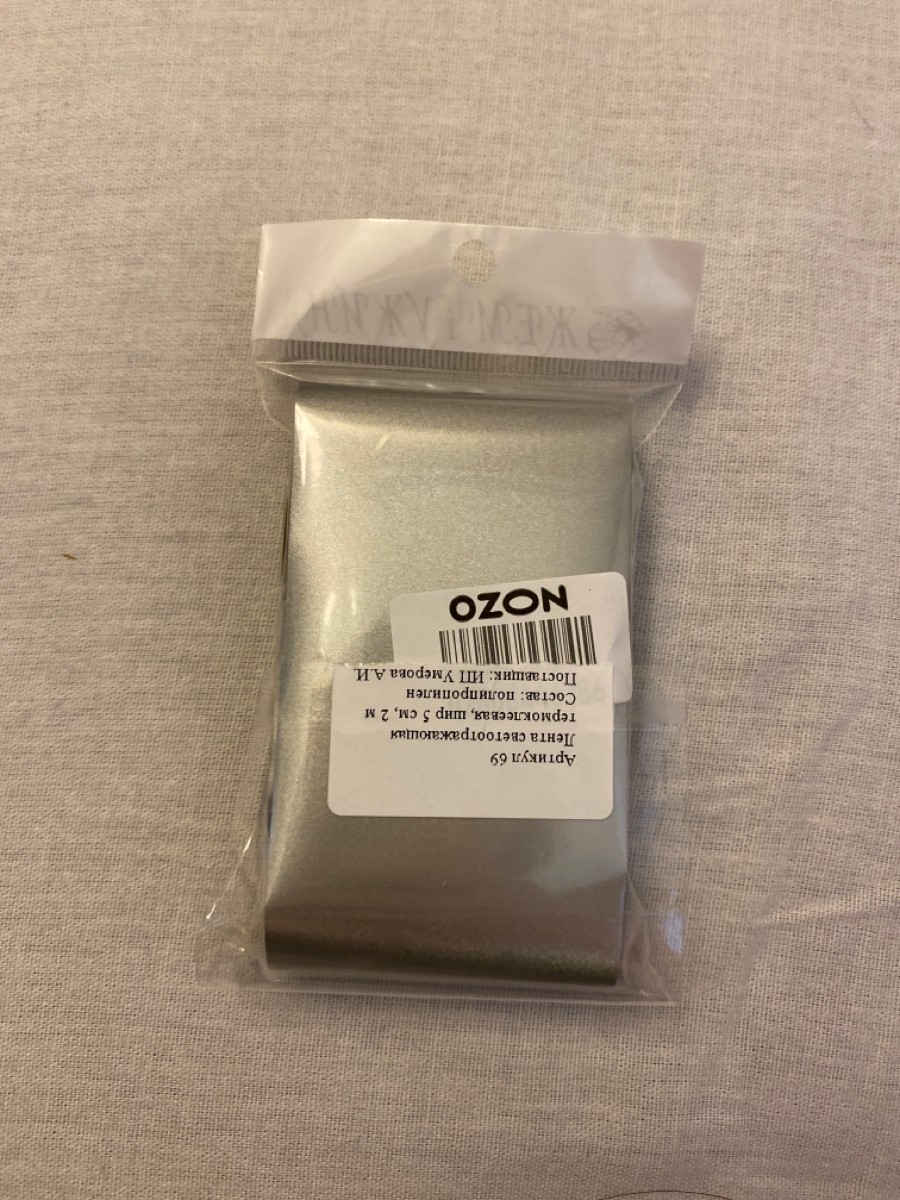 ЖЕМЧУЖИНА
OZON
Артикул 69
Лента светоотражающая
термоклеевая, шир 5 см, 2 м
Состав: полипропилен
Поставщик: ИП Умерова А.И.